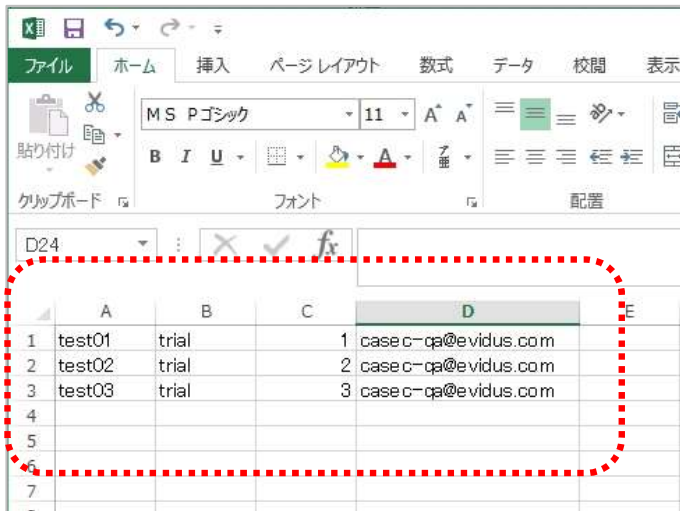 ファイル ホーム 挿入 ページ レイアウト 数式 データ 校閲 表示
MS Pゴシック 11 A A
貼り付け B I U A ア亜
クリップボード フォント 配置
D24 fx
A B C D E
1 test01 trial 1 casec-qa@evidus.com
2 test02 trial 2 casec-qa@evidus.com
3 test03 trial 3 casec-qa@evidus.com
4
5
6
7